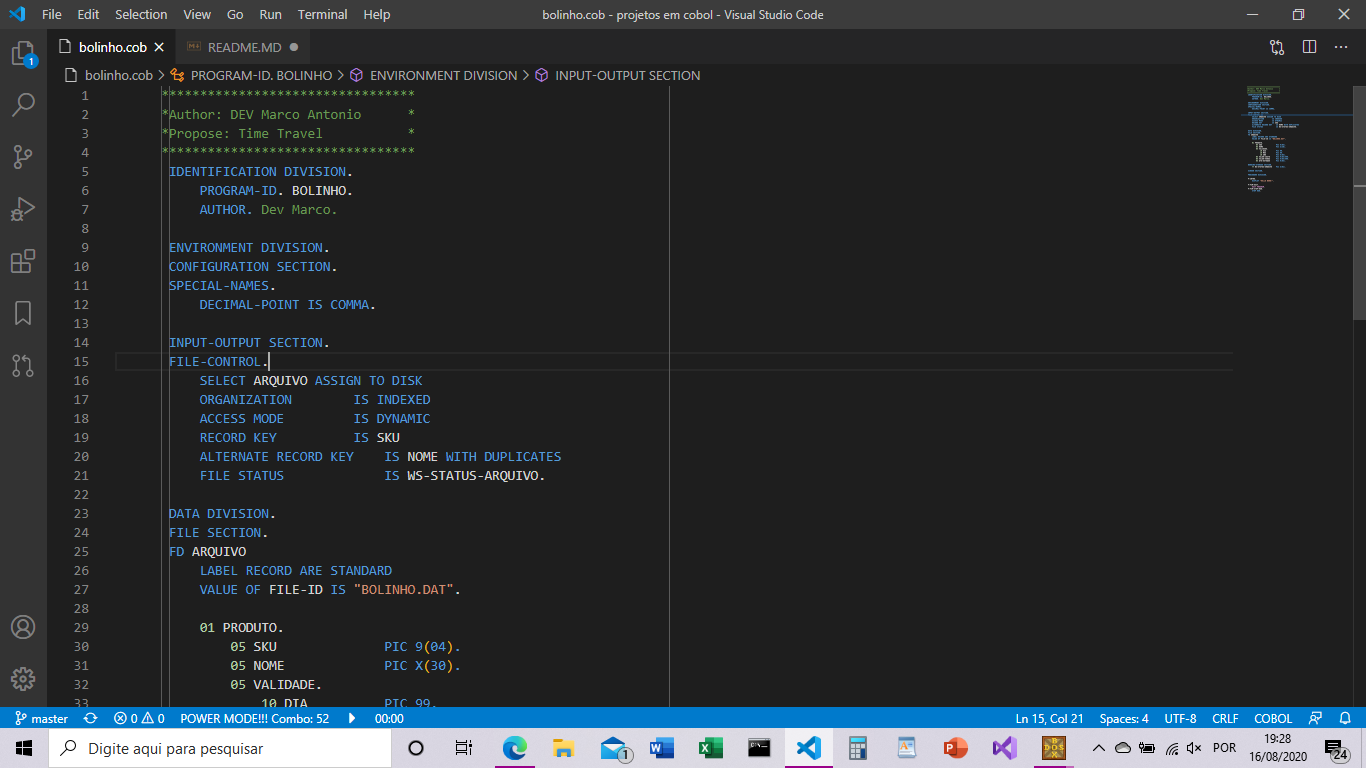 File Edit Selection View Go Run Terminal Help bolinho.cob - projetos em cobol - Visual Studio Code
bolinho.cob README.MD
1
bolinho.cob > PROGRAM-ID. BOLINHO > ENVIRONMENT DIVISION > INPUT-OUTPUT SECTION
1 *********************************
2 *Author: DEV Marco Antonio *
3 *Propose: Time Travel *
4 *********************************
5 IDENTIFICATION DIVISION.
6 PROGRAM-ID. BOLINHO.
7 AUTHOR. Dev Marco.
8
9 ENVIRONMENT DIVISION.
10 CONFIGURATION SECTION.
11 SPECIAL-NAMES.
12 DECIMAL-POINT IS COMMA.
13
14 INPUT-OUTPUT SECTION.
15 FILE-CONTROL.
16 SELECT ARQUIVO ASSIGN TO DISK
17 ORGANIZATION IS INDEXED
18 ACCESS MODE IS DYNAMIC
19 RECORD KEY IS SKU
20 ALTERNATE RECORD KEY IS NOME WITH DUPLICATES
21 FILE STATUS IS WS-STATUS-ARQUIVO.
22
23 DATA DIVISION.
24 FILE SECTION.
25 FD ARQUIVO
26 LABEL RECORD ARE STANDARD
27 VALUE OF FILE-ID IS "BOLINHO.DAT".
28
29 01 PRODUTO.
30 05 SKU PIC 9(04).
31 05 NOME PIC X(30).
32 05 VALIDADE.
33 10 DIA PIC 99.
master 0 0 POWER MODE!!! Combo: 52 00:00 Ln 15, Col 21 Spaces: 4 UTF-8 CRLF COBOL
Digite aqui para pesquisar 1 DOS POR 19:28 24
16/08/2020